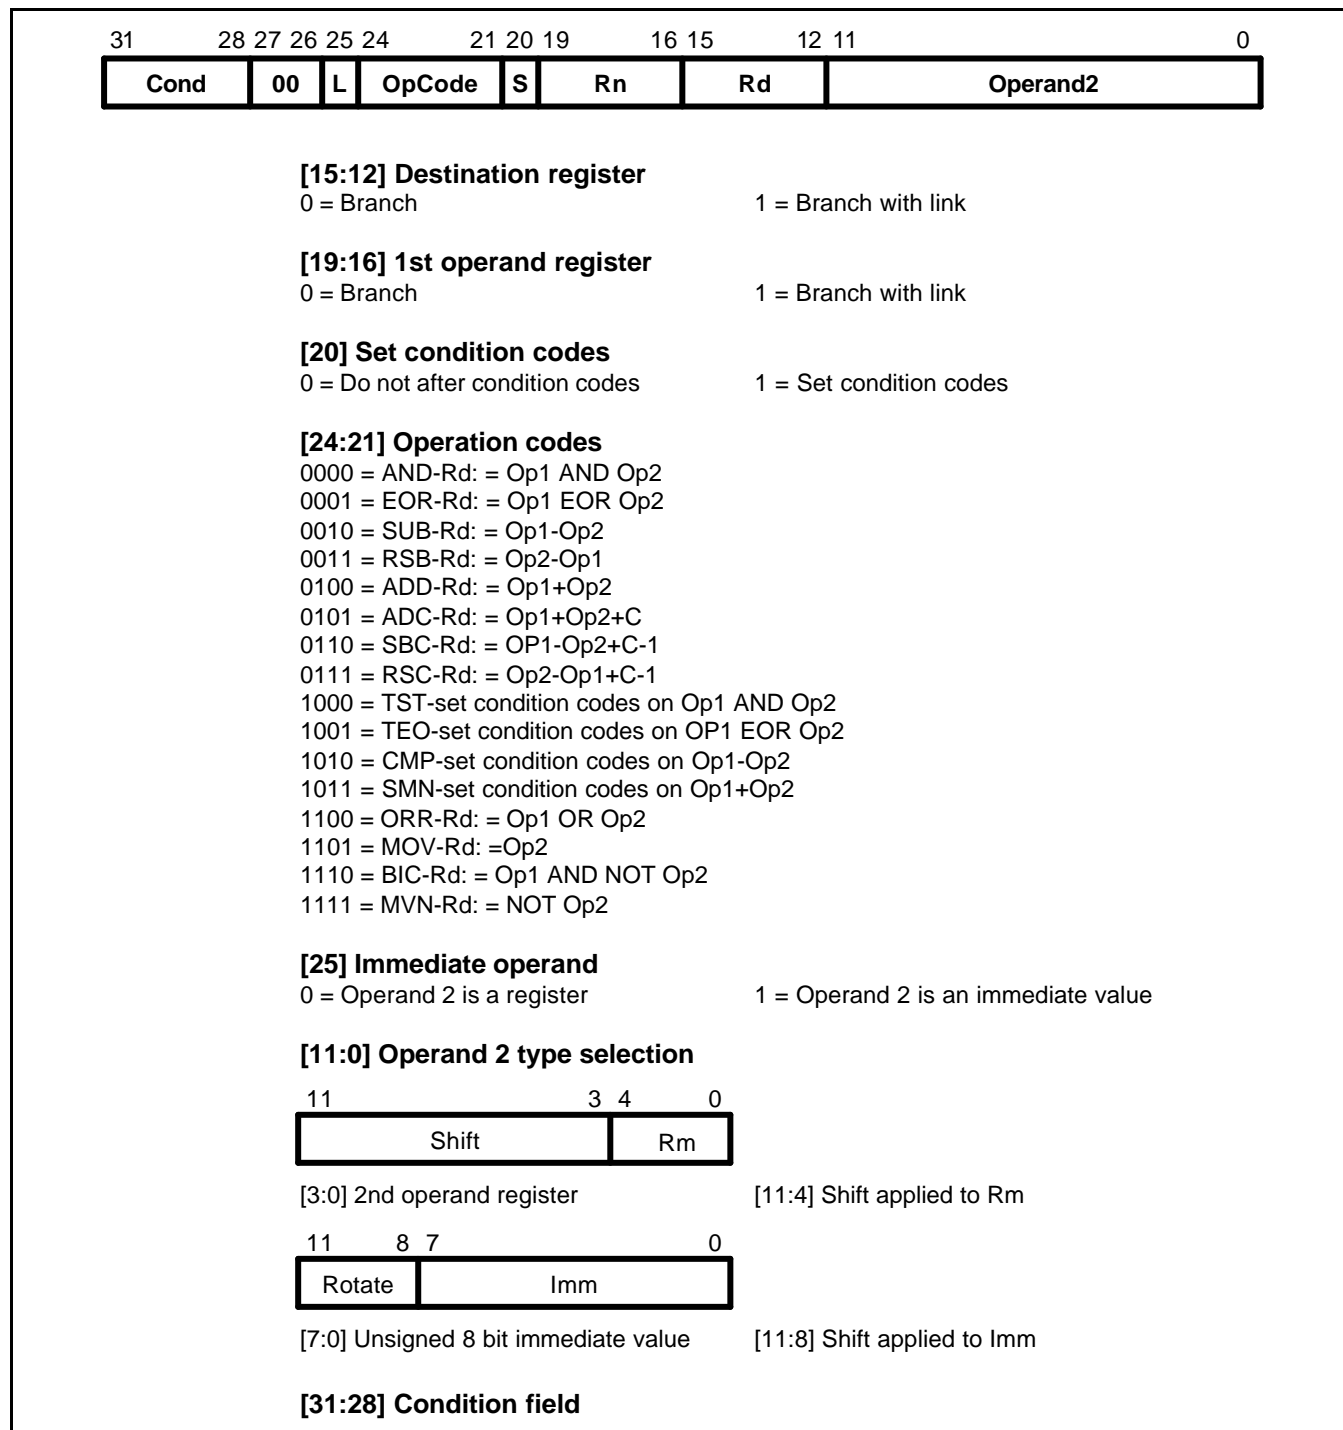 31 28 27 26 25 24 21 20 19 16 15 12 11 0
Cond 00 L OpCode S Rn Rd Operand2
[15:12] Destination register
0 = Branch 1 = Branch with link
[19:16] 1st operand register
0 = Branch 1 = Branch with link
[20] Set condition codes
0 = Do not after condition codes 1 = Set condition codes
[24:21] Operation codes
0000 = AND-Rd: = Op1 AND Op2
0001 = EOR-Rd: = Op1 EOR Op2
0010 = SUB-Rd: = Op1-Op2
0011 = RSB-Rd: = Op2-Op1
0100 = ADD-Rd: = Op1+Op2
0101 = ADC-Rd: = Op1+Op2+C
0110 = SBC-Rd: = OP1-Op2+C-1
0111 = RSC-Rd: = Op2-Op1+C-1
1000 = TST-set condition codes on Op1 AND Op2
1001 = TEO-set condition codes on OP1 EOR Op2
1010 = CMP-set condition codes on Op1-Op2
1011 = SMN-set condition codes on Op1+Op2
1100 = ORR-Rd: = Op1 OR Op2
1101 = MOV-Rd: =Op2
1110 = BIC-Rd: = Op1 AND NOT Op2
1111 = MVN-Rd: = NOT Op2
[25] Immediate operand
0 = Operand 2 is a register 1 = Operand 2 is an immediate value
[11:0] Operand 2 type selection
11 3 4 0
Shift Rm
[3:0] 2nd operand register [11:4] Shift applied to Rm
11 8 7 0
Rotate Imm
[7:0] Unsigned 8 bit immediate value [11:8] Shift applied to Imm
[31:28] Condition field